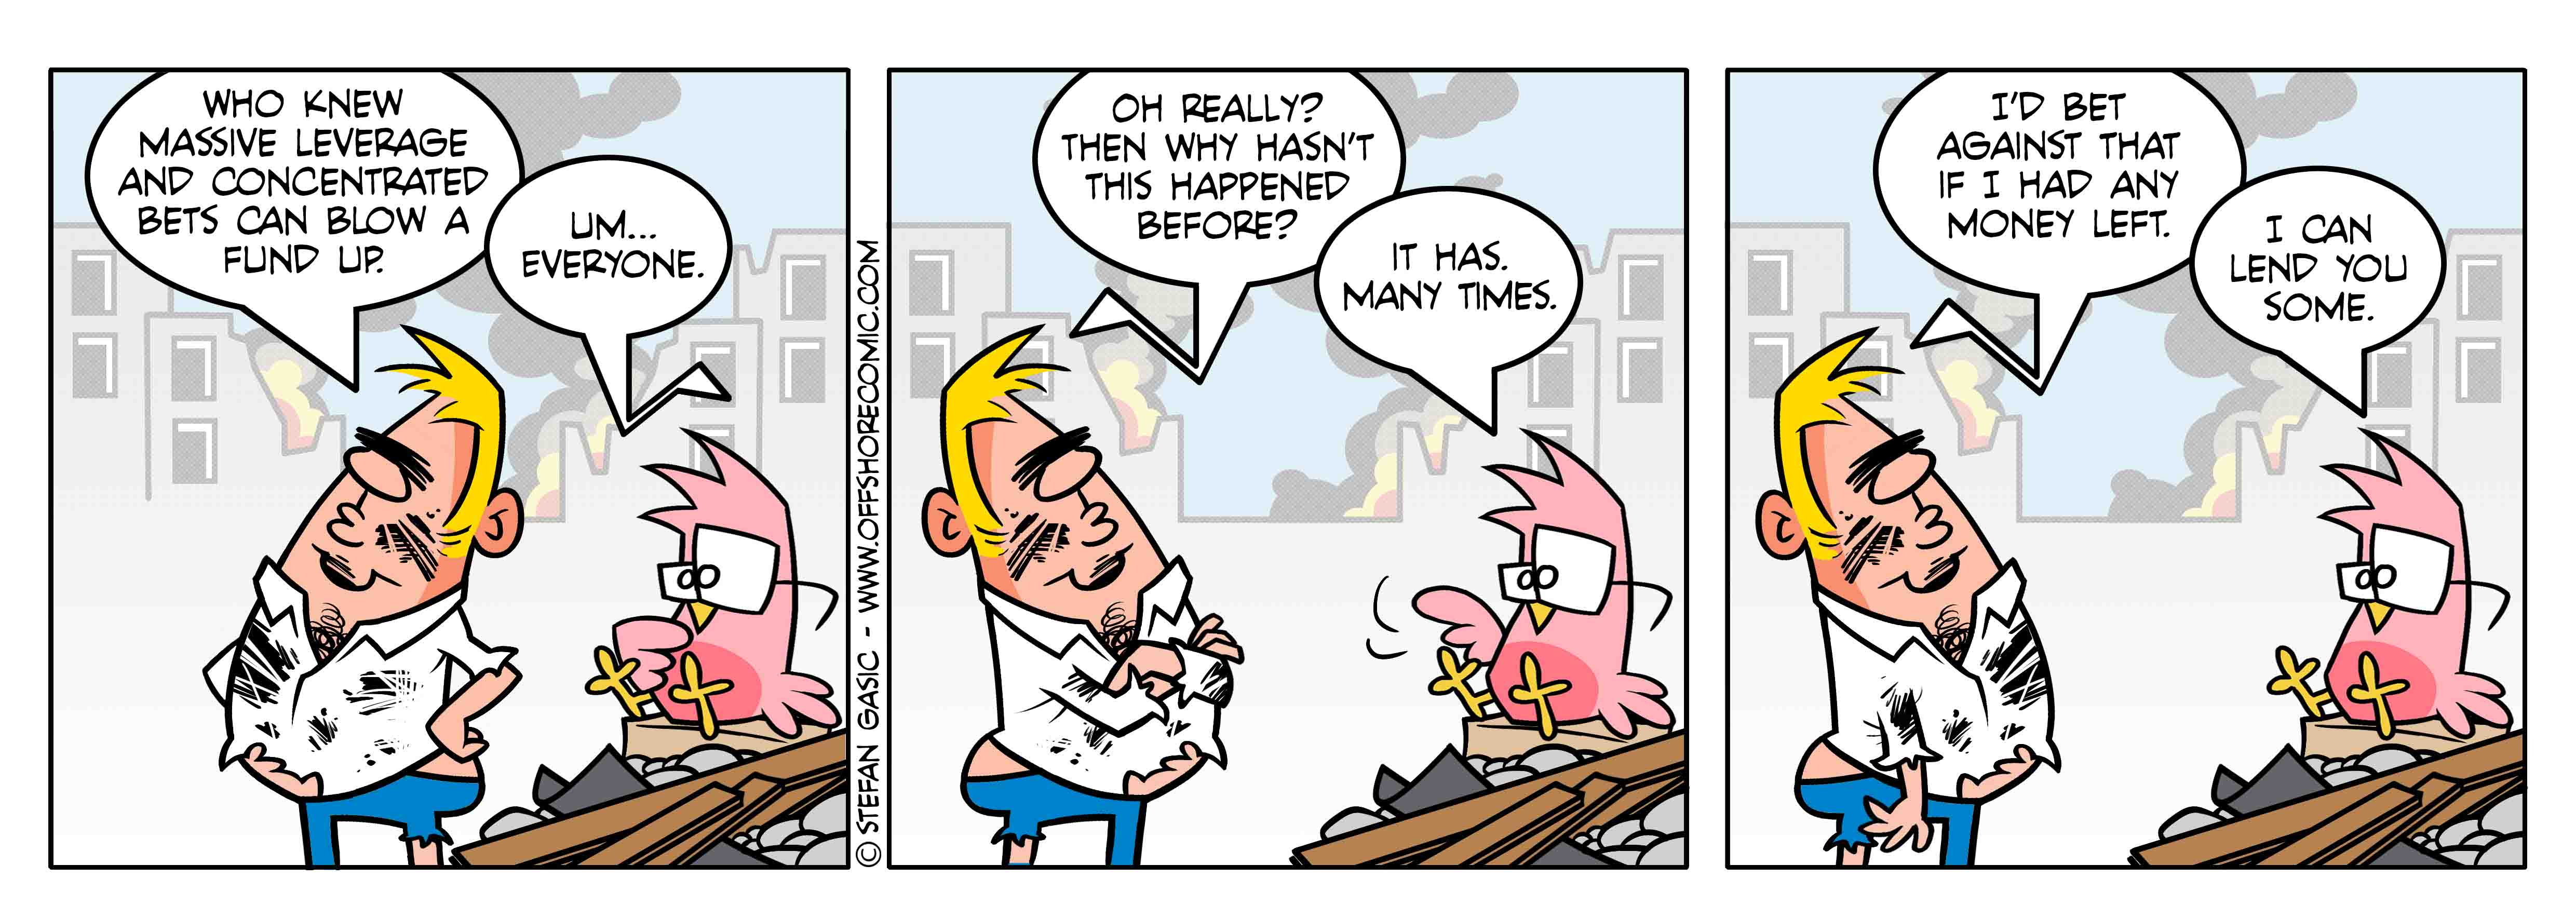 WHO KNEW
MASSIVE LEVERAGE
AND CONCENTRATED
BETS CAN BLOW A
FUND UP.
UM...
EVERYONE.
© STEFAN GASIC - WWW.OFFSHORECOMIC.COM
OH REALLY?
THEN WHY HASN'T
THIS HAPPENED
BEFORE?
IT HAS.
MANY TIMES.
I'D BET
AGAINST THAT
IF I HAD ANY
MONEY LEFT.
I CAN
LEND YOU
SOME.